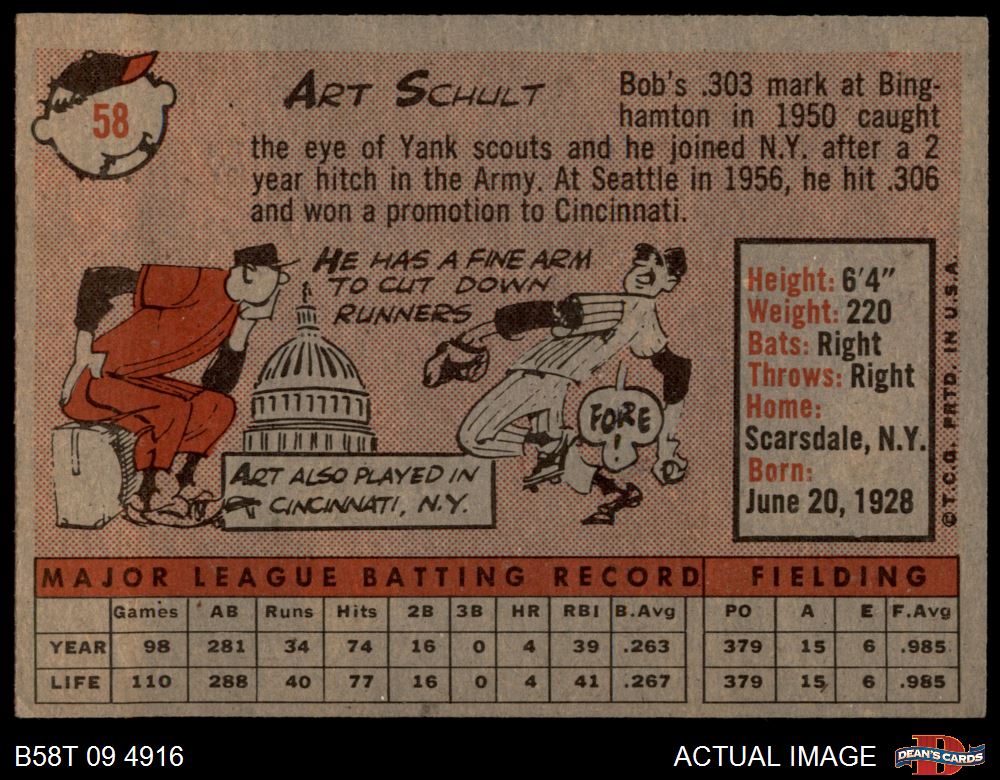 58
ART SCHULT
Bob's .303 mark at Bing-
hamton in 1950 caught
the eye of Yank scouts and he joined N.Y. after a 2
year hitch in the Army. At Seattle in 1956, he hit .306
and won a promotion to Cincinnati.
HE HAS A FINE ARM
TO CUT DOWN
RUNNERS
FORE
!
ART ALSO PLAYED IN
CINCINNATI, N.Y.
Height: 6'4"
Weight: 220
Bats: Right
Throws: Right
Home:
Scarsdale, N.Y.
Born:
June 20, 1928
© T.C.G. PRTD. IN U.S.A.
MAJOR LEAGUE BATTING RECORD FIELDING
Games AB Runs Hits 2B 3B HR RBI B.Avg PO A E F.Avg
YEAR 98 281 34 74 16 0 4 39 .263 379 15 6 .985
LIFE 110 288 40 77 16 0 4 41 .267 379 15 6 .985
B58T 09 4916 ACTUAL IMAGE DEAN'S CARDS